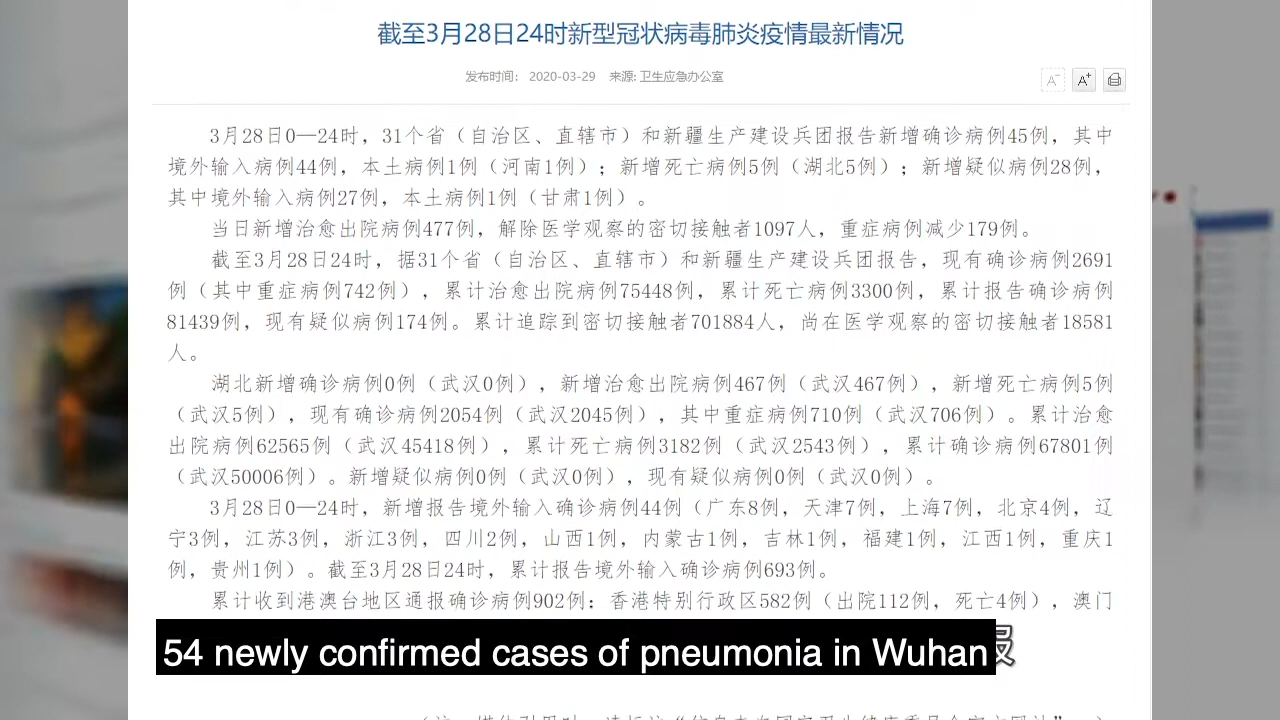 截至3月28日24时新型冠状病毒肺炎疫情最新情况
发布时间： 2020-03-29 来源: 卫生应急办公室
A⁻ A⁺
3月28日0—24时，31个省（自治区、直辖市）和新疆生产建设兵团报告新增确诊病例45例，其中
境外输入病例44例，本土病例1例（河南1例）；新增死亡病例5例（湖北5例）；新增疑似病例28例，
其中境外输入病例27例，本土病例1例（甘肃1例）。
当日新增治愈出院病例477例，解除医学观察的密切接触者1097人，重症病例减少179例。
截至3月28日24时，据31个省（自治区、直辖市）和新疆生产建设兵团报告，现有确诊病例2691
例（其中重症病例742例），累计治愈出院病例75448例，累计死亡病例3300例，累计报告确诊病例
81439例，现有疑似病例174例。累计追踪到密切接触者701884人，尚在医学观察的密切接触者18581
人。
湖北新增确诊病例0例（武汉0例），新增治愈出院病例467例（武汉467例），新增死亡病例5例
（武汉5例），现有确诊病例2054例（武汉2045例），其中重症病例710例（武汉706例）。累计治愈
出院病例62565例（武汉45418例），累计死亡病例3182例（武汉2543例），累计确诊病例67801例
（武汉50006例）。新增疑似病例0例（武汉0例），现有疑似病例0例（武汉0例）。
3月28日0—24时，新增报告境外输入确诊病例44例（广东8例，天津7例，上海7例，北京4例，辽
宁3例，江苏3例，浙江3例，四川2例，山西1例，内蒙古1例，吉林1例，福建1例，江西1例，重庆1
例，贵州1例）。截至3月28日24时，累计报告境外输入确诊病例693例。
累计收到港澳台地区通报确诊病例902例：香港特别行政区582例（出院112例，死亡4例），澳门
54 newly confirmed cases of pneumonia in Wuhan